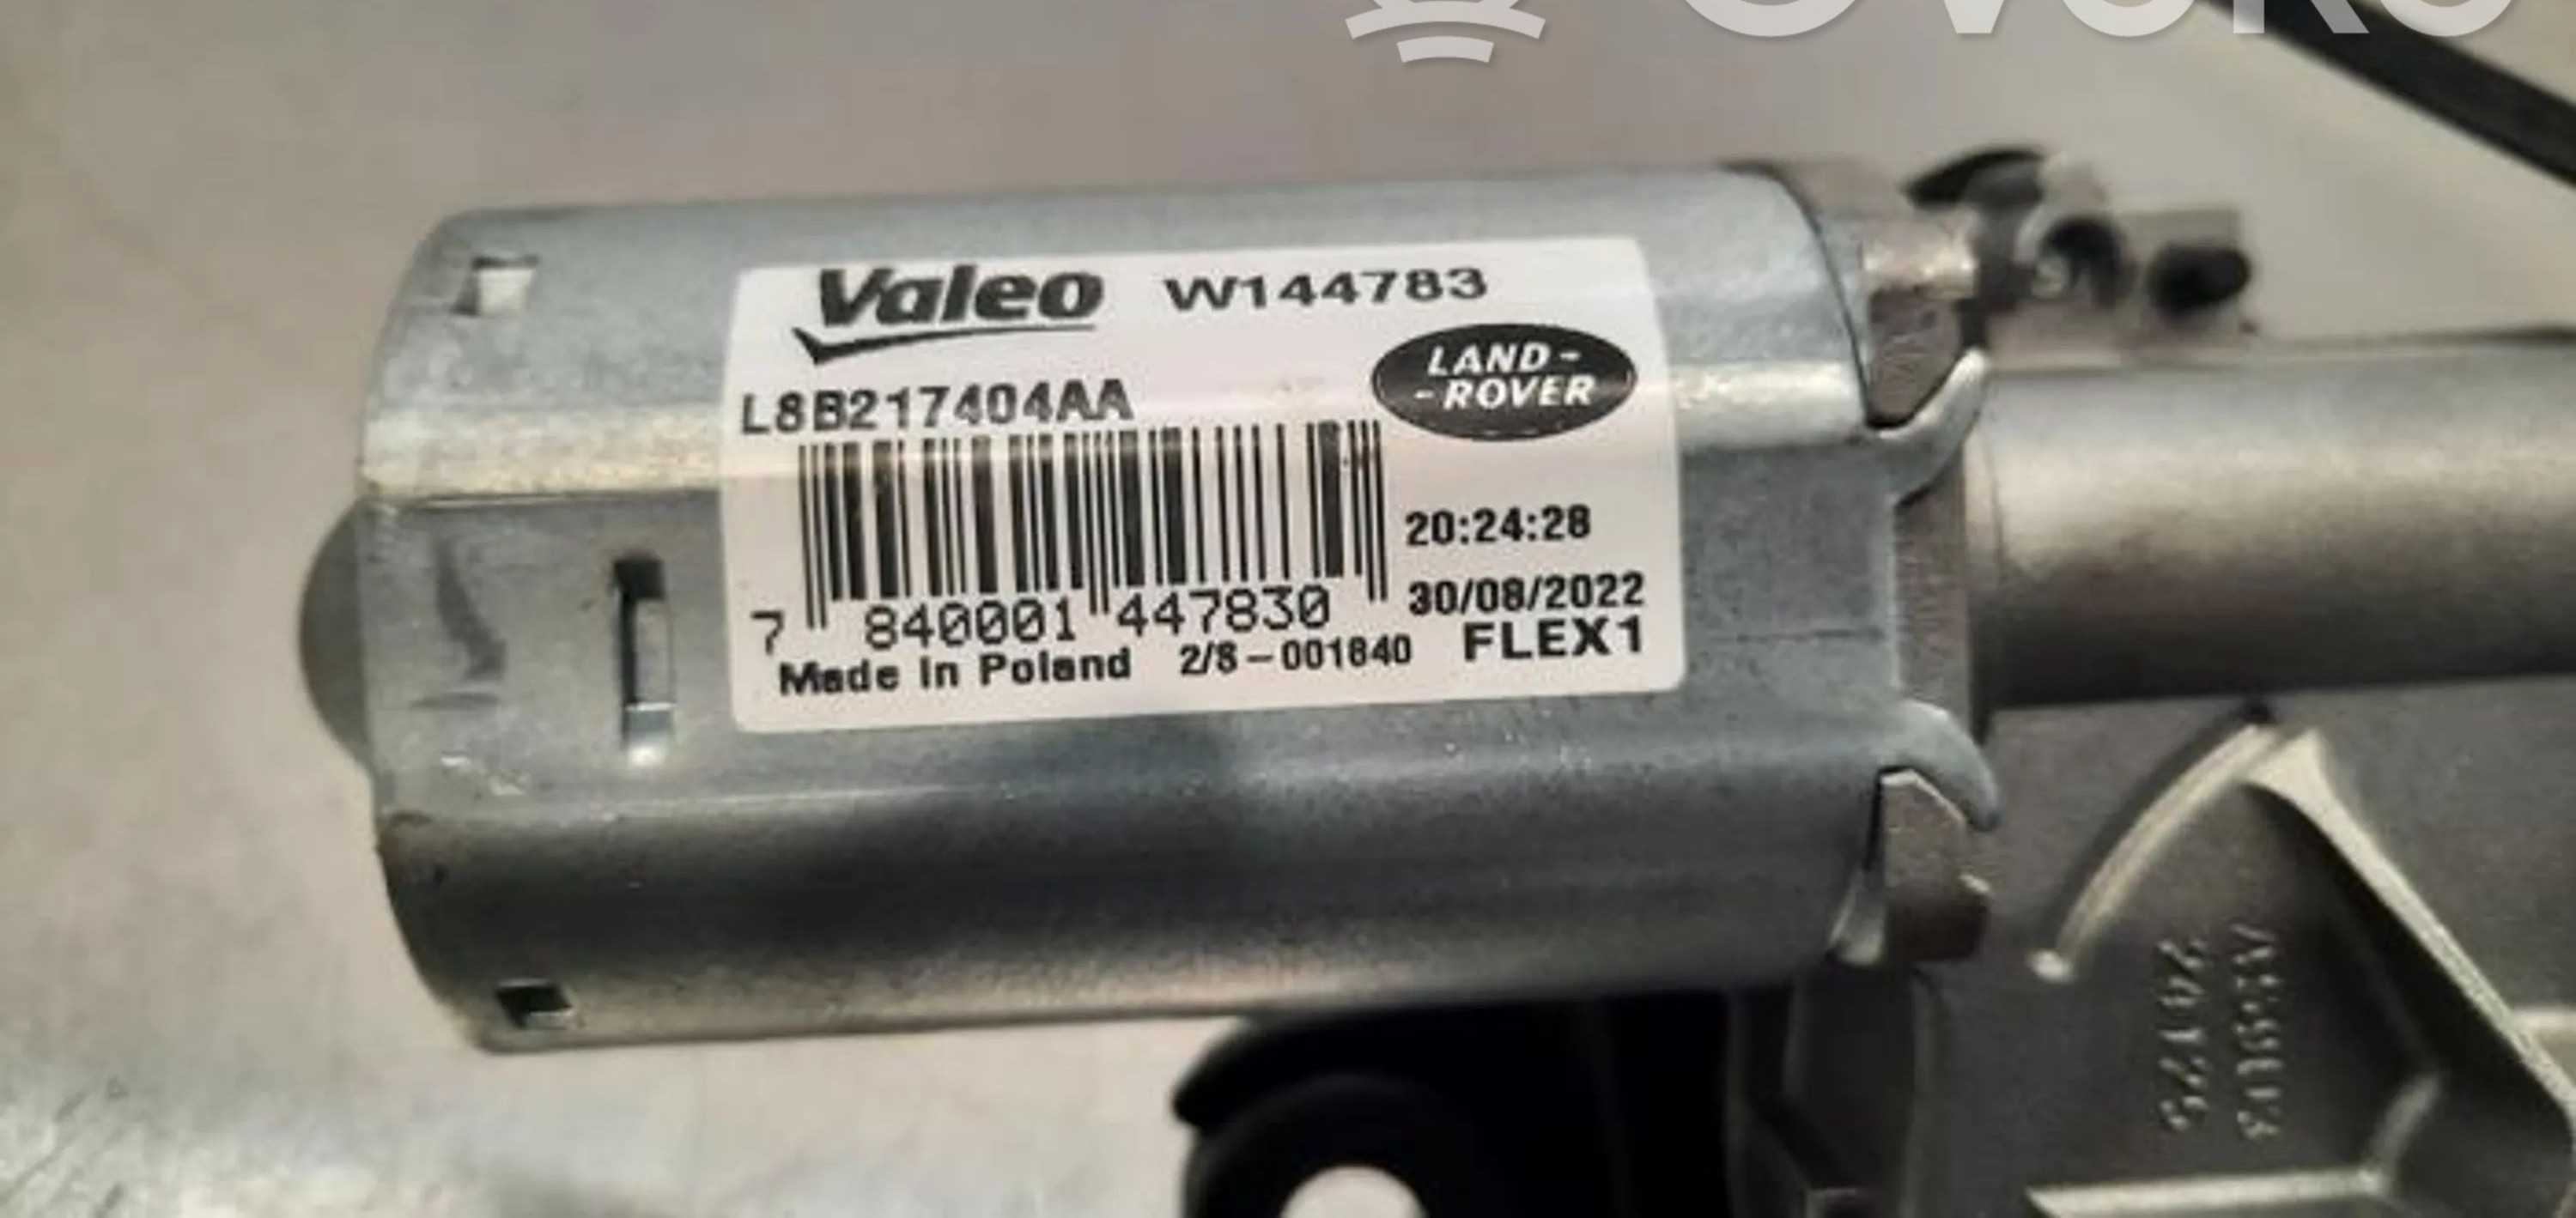 Valeo W144783
LAND-
-ROVER
L8B217404AA
20:24:28
30/08/2022
7 840001 447830
FLEX1
Made In Poland 2/8-001840